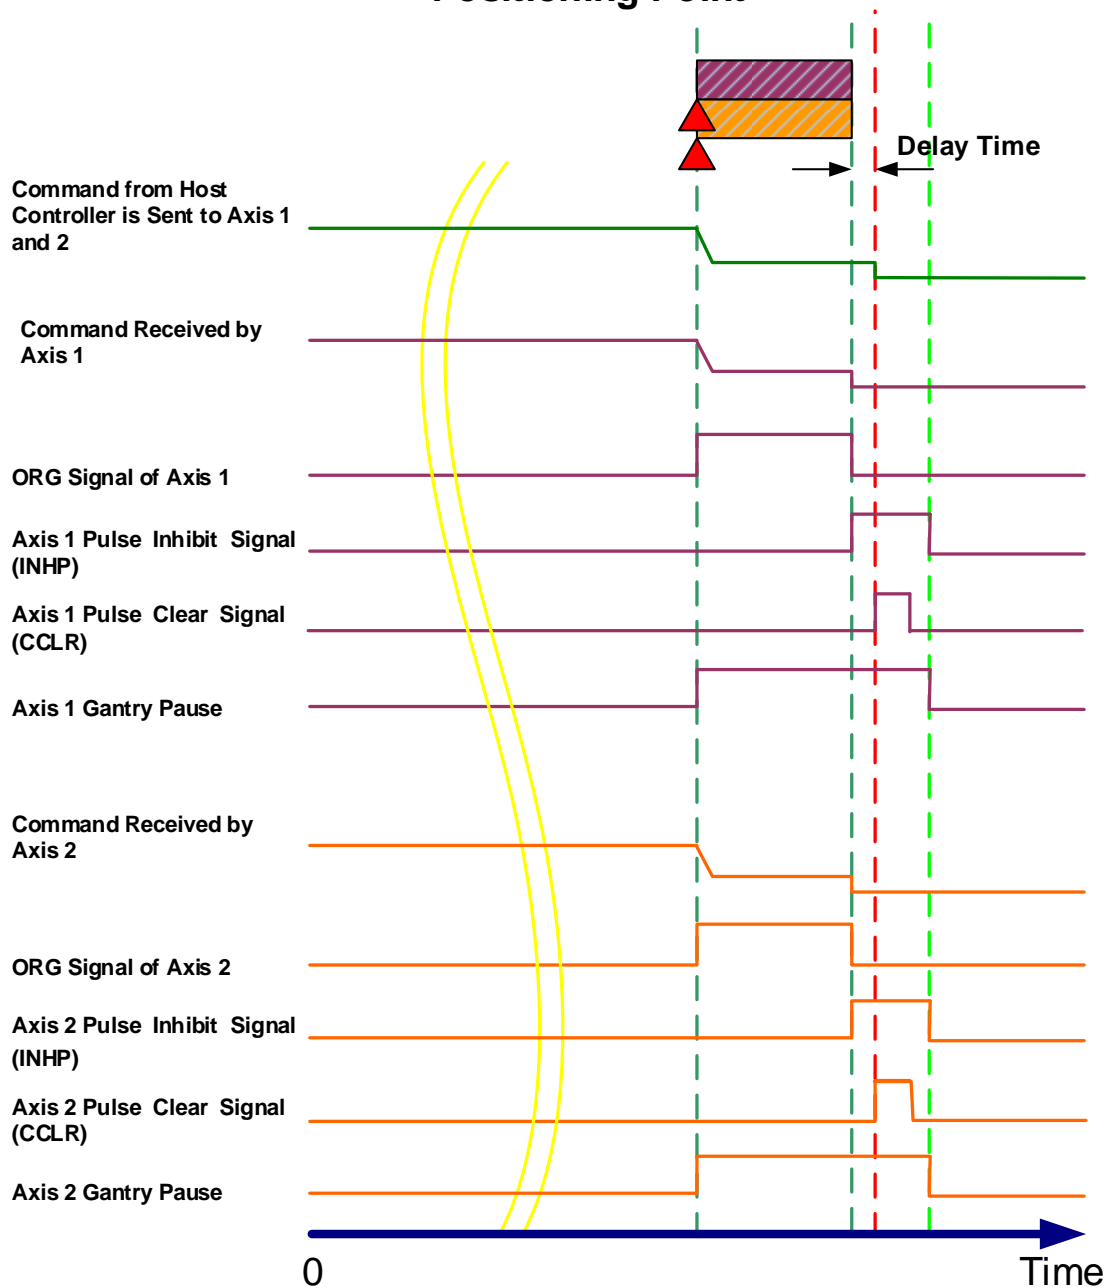 Positioning Point
Delay Time
Command from Host
Controller is Sent to Axis 1
and 2
Command Received by
Axis 1
ORG Signal of Axis 1
Axis 1 Pulse Inhibit Signal
(INHP)
Axis 1 Pulse Clear Signal
(CCLR)
Axis 1 Gantry Pause
Command Received by
Axis 2
ORG Signal of Axis 2
Axis 2 Pulse Inhibit Signal
(INHP)
Axis 2 Pulse Clear Signal
(CCLR)
Axis 2 Gantry Pause
0
Time